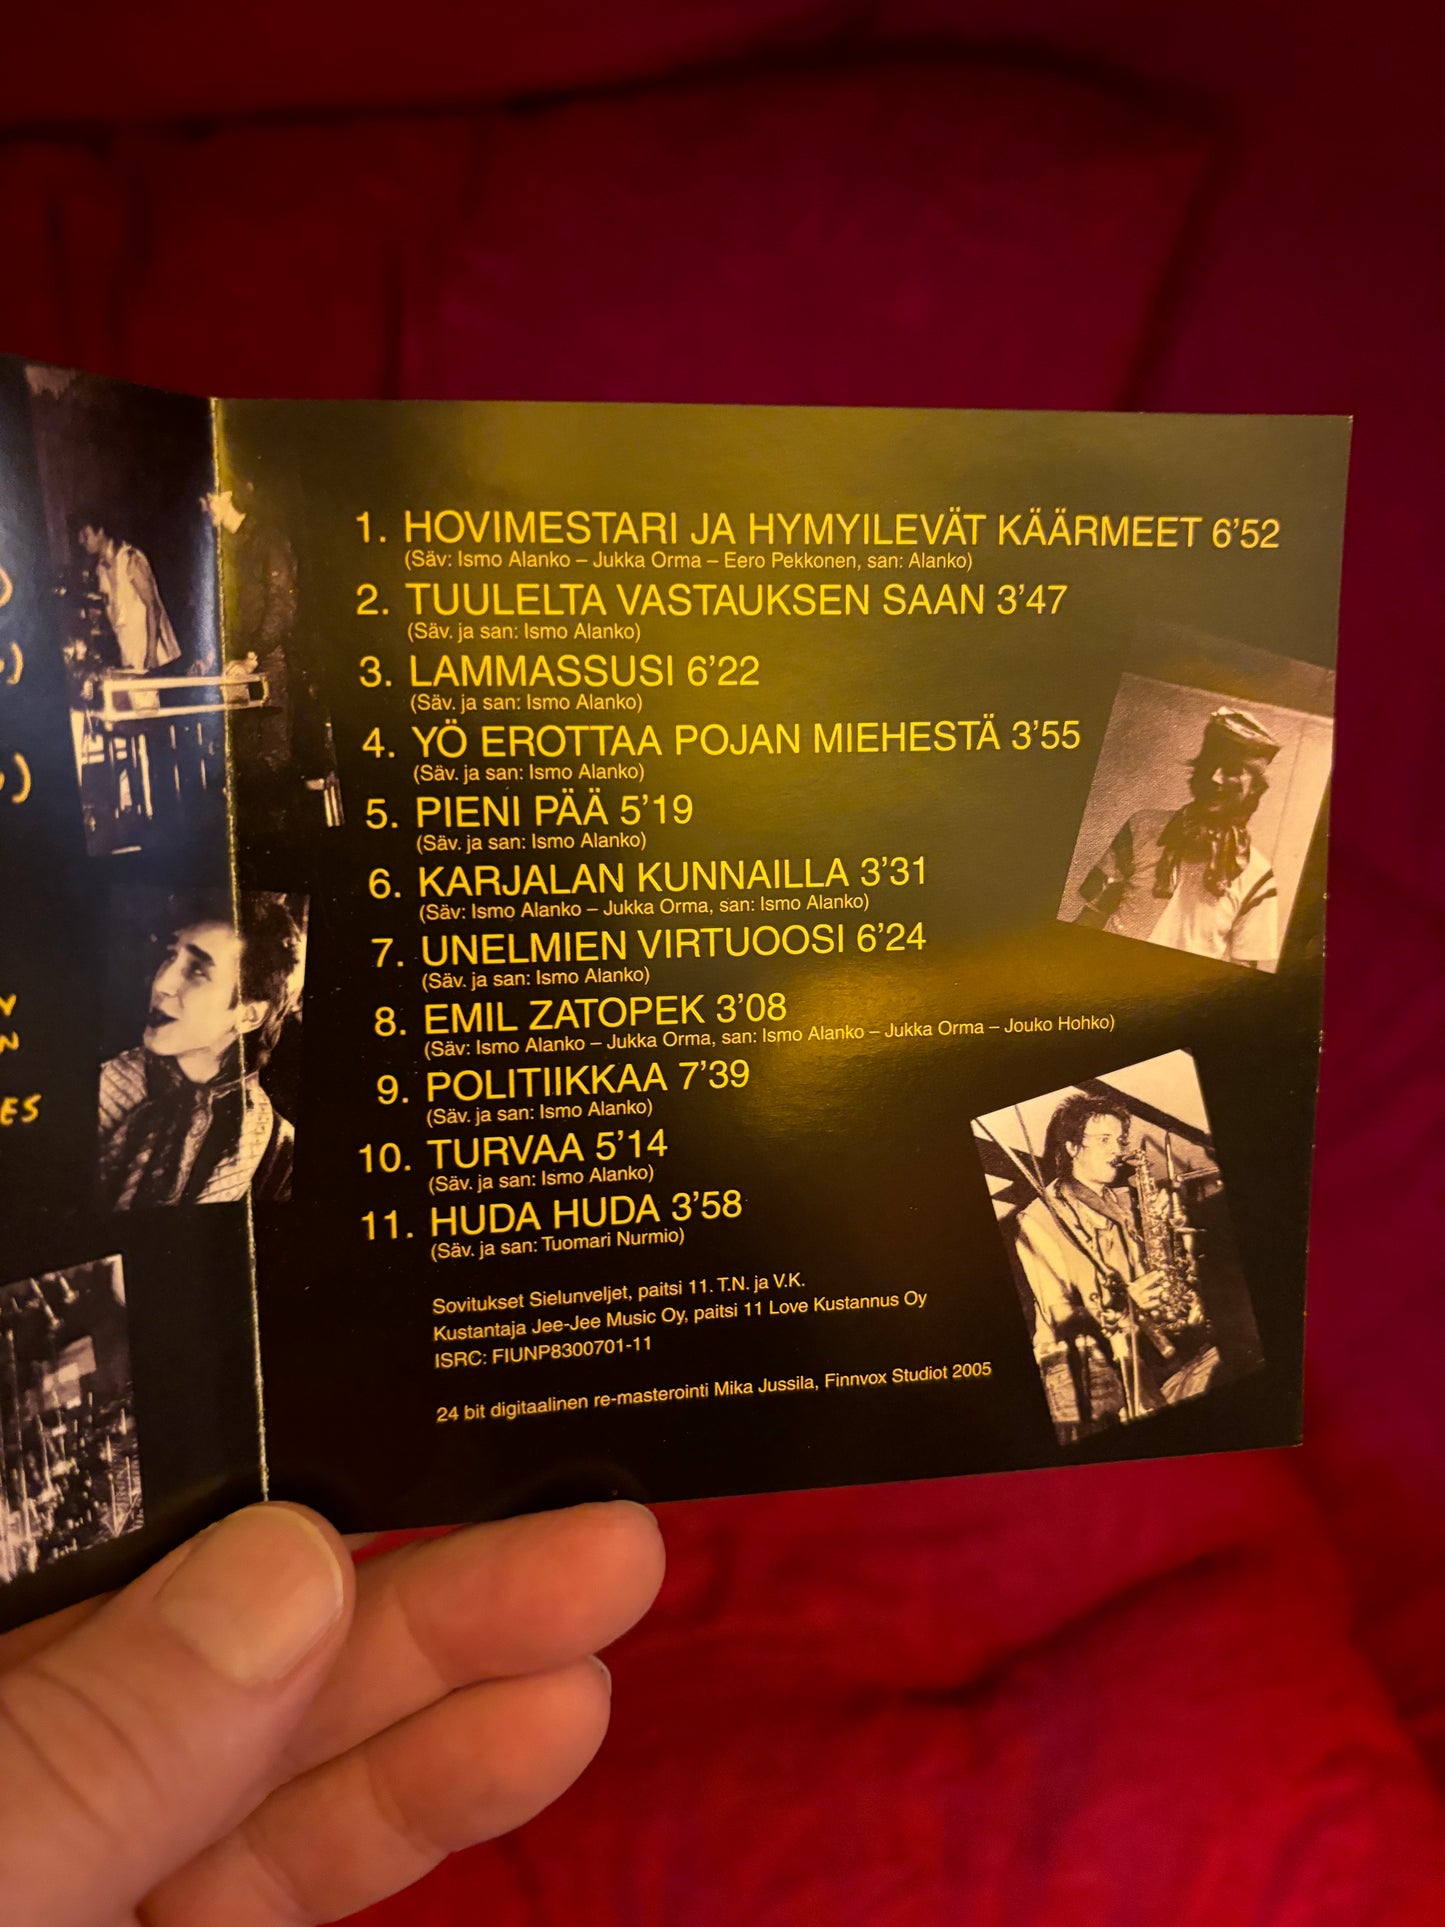 1. HOVIMESTARI JA HYMYILEVÄT KÄÄRMEET 6’52
(Säv: Ismo Alanko – Jukka Orma – Eero Pekkonen, san: Alanko)
2. TUULELTA VASTAUKSEN SAAN 3’47
(Säv. ja san: Ismo Alanko)
3. LAMMASSUSI 6’22
(Säv. ja san: Ismo Alanko)
4. YÖ EROTTAA POJAN MIEHESTÄ 3’55
(Säv. ja san: Ismo Alanko)
5. PIENI PÄÄ 5’19
(Säv. ja san: Ismo Alanko)
6. KARJALAN KUNNAILLA 3’31
(Säv: Ismo Alanko – Jukka Orma, san: Ismo Alanko)
7. UNELMIEN VIRTUOOSI 6’24
(Säv. ja san: Ismo Alanko)
8. EMIL ZATOPEK 3’08
(Säv: Ismo Alanko – Jukka Orma, san: Ismo Alanko – Jukka Orma – Jouko Hohko)
9. POLITIIKKAA 7’39
(Säv. ja san: Ismo Alanko)
10. TURVAA 5’14
(Säv. ja san: Ismo Alanko)
11. HUDA HUDA 3’58
(Säv. ja san: Tuomari Nurmio)
Sovitukset Sielunveljet, paitsi 11. T.N. ja V.K.
Kustantaja Jee-Jee Music Oy, paitsi 11 Love Kustannus Oy
ISRC: FIUNP8300701-11
24 bit digitaalinen re-masterointi Mika Jussila, Finnvox Studiot 2005